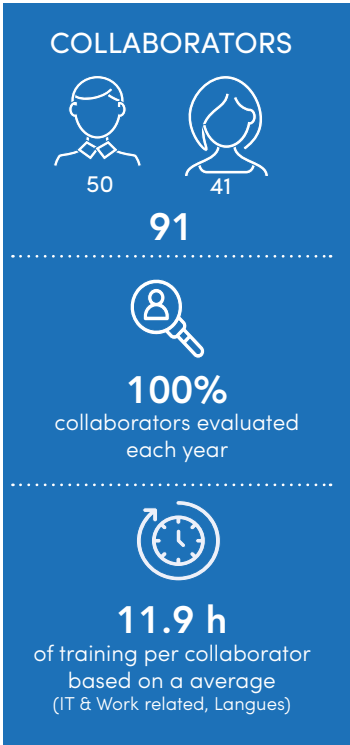 COLLABORATORS
50 41
91
100%
collaborators evaluated
each year
11.9 h
of training per collaborator
based on a average
(IT & Work related, Langues)